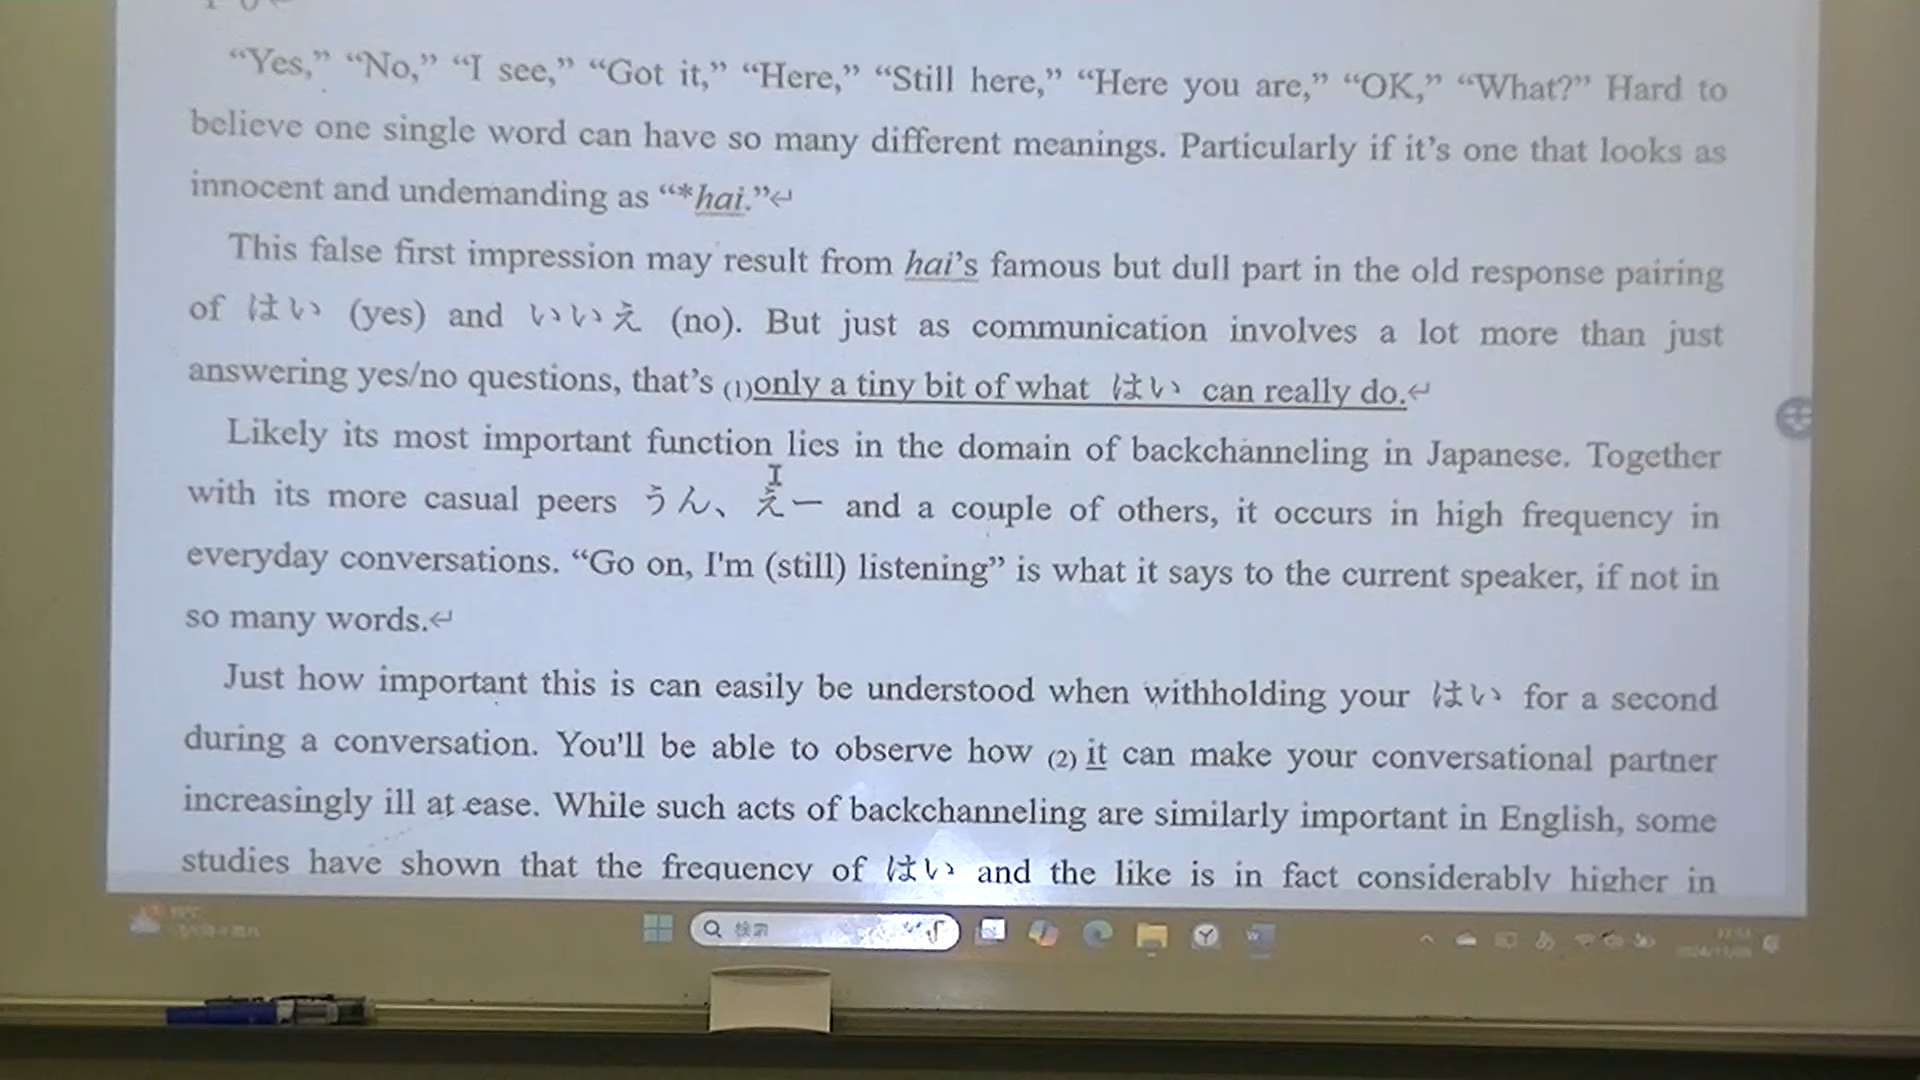 “Yes,” “No,” “I see,” “Got it,” “Here,” “Still here,” “Here you are,” “OK,” “What?” Hard to
believe one single word can have so many different meanings. Particularly if it’s one that looks as
innocent and undemanding as “*hai.”↵
This false first impression may result from hai’s famous but dull part in the old response pairing
of はい (yes) and いいえ (no). But just as communication involves a lot more than just
answering yes/no questions, that’s (1)only a tiny bit of what はい can really do.↵
Likely its most important function lies in the domain of backchanneling in Japanese. Together
with its more casual peers うん、えー and a couple of others, it occurs in high frequency in
everyday conversations. “Go on, I'm (still) listening” is what it says to the current speaker, if not in
so many words.↵
Just how important this is can easily be understood when withholding your はい for a second
during a conversation. You'll be able to observe how (2) it can make your conversational partner
increasingly ill at ease. While such acts of backchanneling are similarly important in English, some
studies have shown that the frequency of はい and the like is in fact considerably higher in
検索
あ